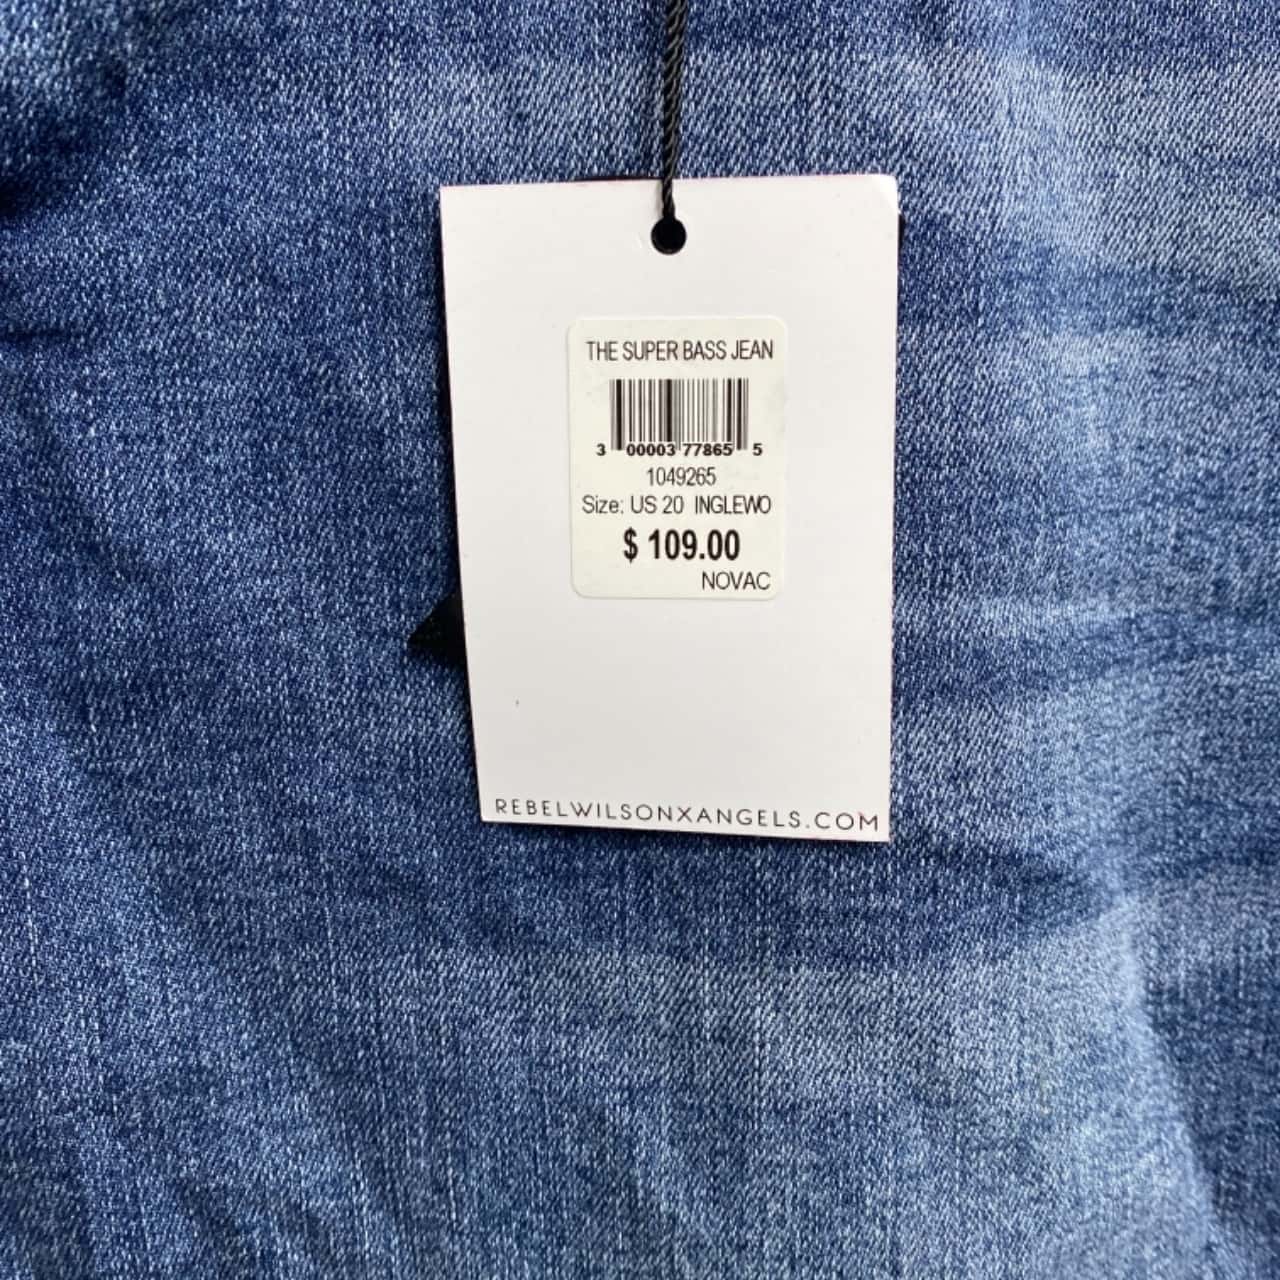 THE SUPER BASS JEAN
3 00003 77865 5
1049265
Size: US 20 INGLEWO
$ 109.00
NOVAC
REBELWILSONXANGELS.COM